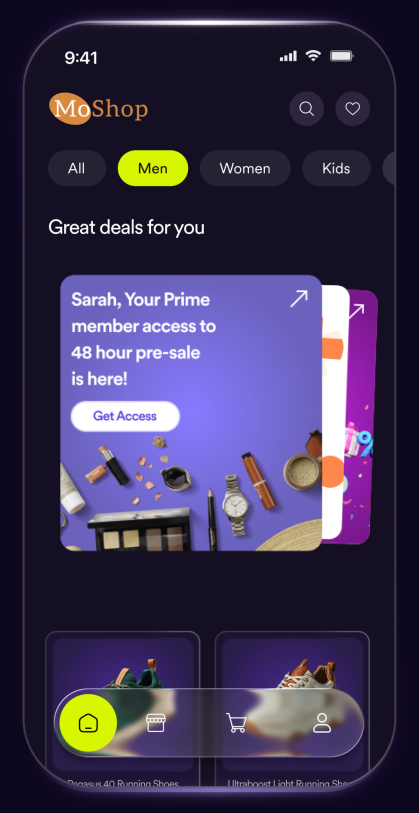 9:41
MoShop
All
Men
Women
Kids
Great deals for you
Sarah, Your Prime
member access to
48 hour pre-sale
is here!
Get Access
%
Pegasus 40 Running Shoes
Ultraboost Light Running Shoe